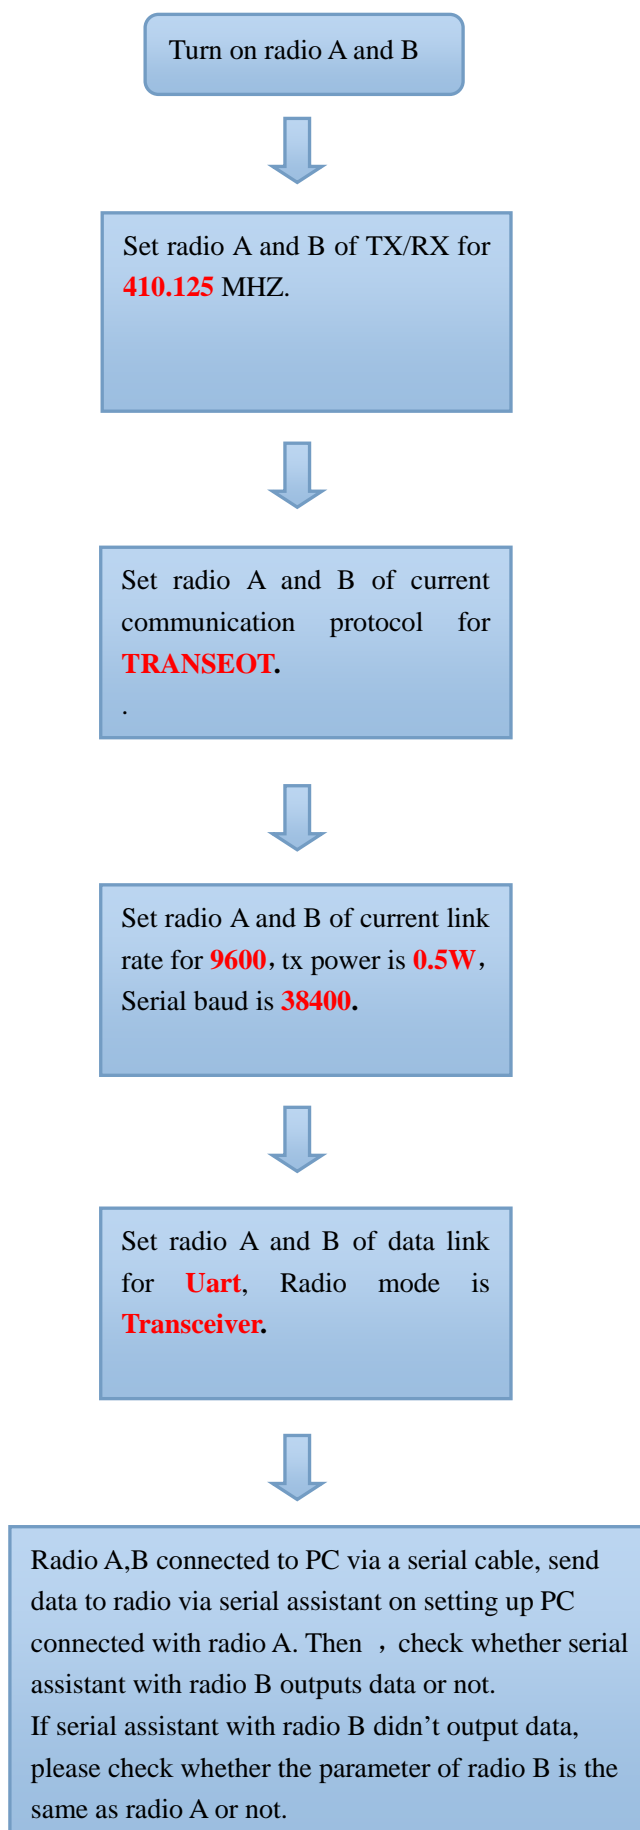 Turn on radio A and B
Set radio A and B of TX/RX for
410.125 MHZ.
Set radio A and B of current
communication protocol for
TRANSEOT.
.
Set radio A and B of current link
rate for 9600，tx power is 0.5W，
Serial baud is 38400.
Set radio A and B of data link
for Uart, Radio mode is
Transceiver.
Radio A,B connected to PC via a serial cable, send
data to radio via serial assistant on setting up PC
connected with radio A. Then ，check whether serial
assistant with radio B outputs data or not.
If serial assistant with radio B didn’t output data,
please check whether the parameter of radio B is the
same as radio A or not.